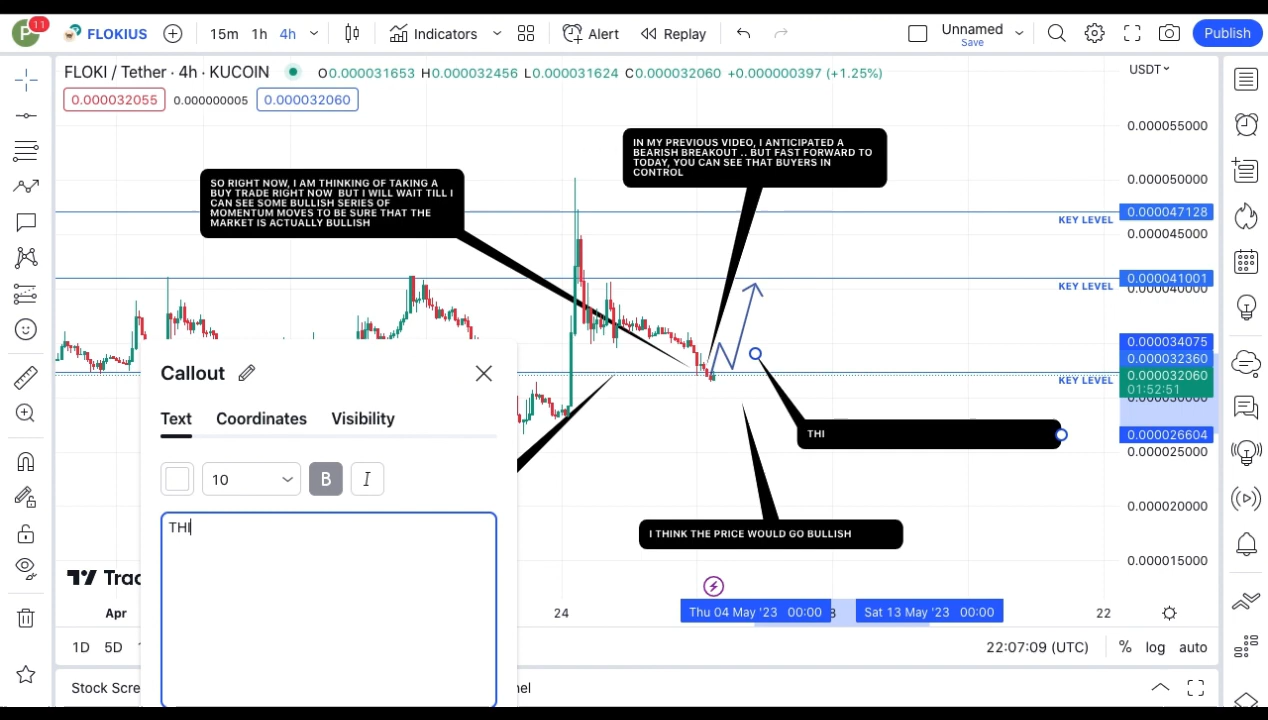 P
11
FLOKIUS
15m 1h 4h
Indicators
Alert
Replay
Unnamed
Save
Publish
FLOKI / Tether · 4h · KUCOIN
O0.000031653 H0.000032456 L0.000031624 C0.000032060 +0.000000397 (+1.25%)
USDT
0.000032055
0.000000005
0.000032060
IN MY PREVIOUS VIDEO, I ANTICIPATED A
BEARISH BREAKOUT .. BUT FAST FORWARD TO
TODAY, YOU CAN SEE THAT BUYERS IN
CONTROL
SO RIGHT NOW, I AM THINKING OF TAKING A
BUY TRADE RIGHT NOW BUT I WILL WAIT TILL I
CAN SEE SOME BULLISH SERIES OF
MOMENTUM MOVES TO BE SURE THAT THE
MARKET IS ACTUALLY BULLISH
0.000055000
0.000050000
0.000047128
KEY LEVEL
0.000045000
0.000041001
KEY LEVEL
0.000040000
0.000034075
0.000032360
0.000032060
KEY LEVEL
01:52:51
0.000026604
0.000025000
0.000020000
0.000015000
Callout
Text Coordinates Visibility
10
B
I
THI
THI
I THINK THE PRICE WOULD GO BULLISH
Trad
Apr
24
Thu 04 May '23 00:00
Sat 13 May '23 00:00
22
1D 5D
22:07:09 (UTC)
% log auto
Stock Scre
nel